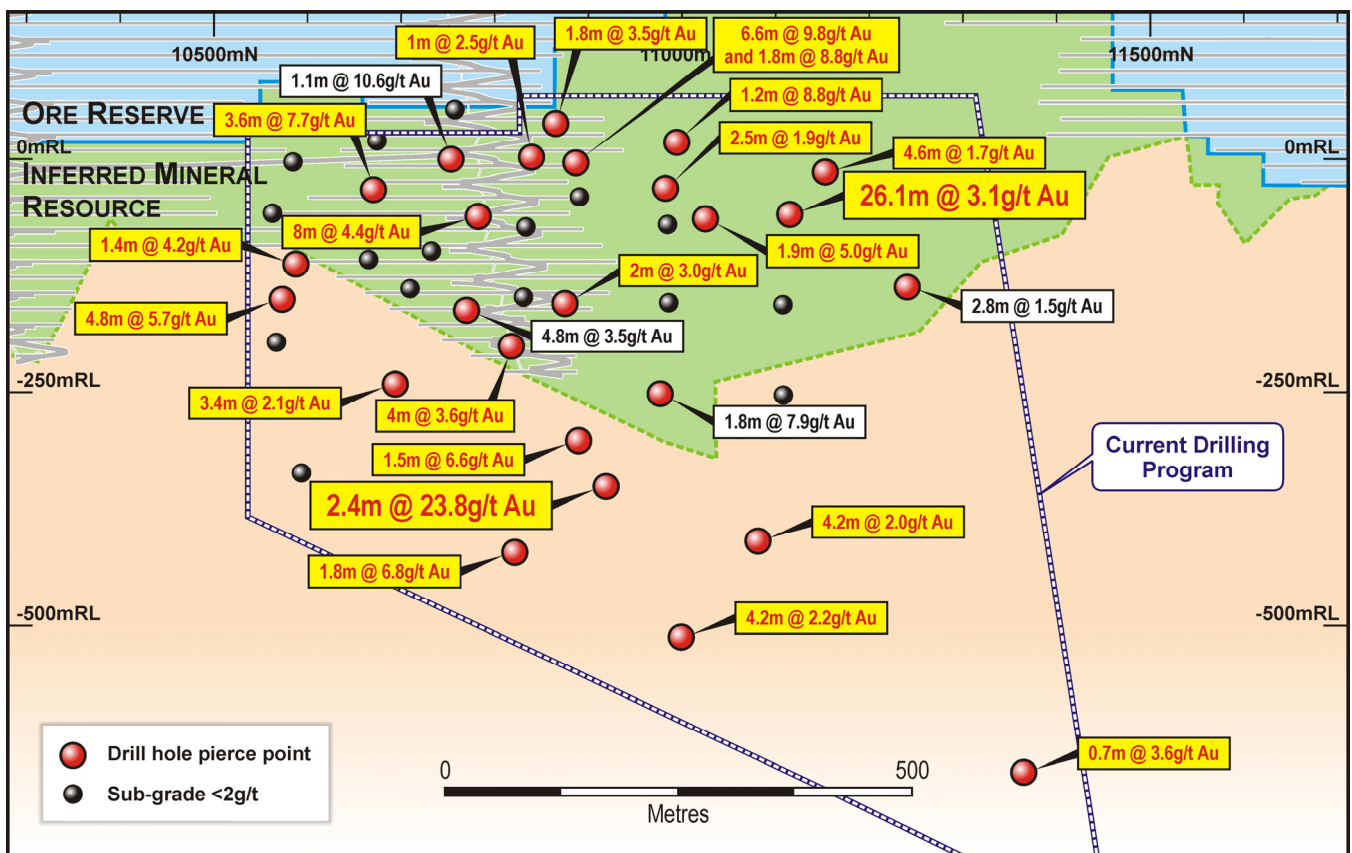 10500mN
11000m
11500mN
1m @ 2.5g/t Au
1.8m @ 3.5g/t Au
6.6m @ 9.8g/t Au
and 1.8m @ 8.8g/t Au
1.1m @ 10.6g/t Au
1.2m @ 8.8g/t Au
ORE RESERVE
3.6m @ 7.7g/t Au
2.5m @ 1.9g/t Au
0mRL
0mRL
4.6m @ 1.7g/t Au
INFERRED MINERAL
RESOURCE
26.1m @ 3.1g/t Au
8m @ 4.4g/t Au
1.4m @ 4.2g/t Au
1.9m @ 5.0g/t Au
2m @ 3.0g/t Au
2.8m @ 1.5g/t Au
4.8m @ 5.7g/t Au
4.8m @ 3.5g/t Au
-250mRL
-250mRL
3.4m @ 2.1g/t Au
4m @ 3.6g/t Au
1.8m @ 7.9g/t Au
Current Drilling
Program
1.5m @ 6.6g/t Au
2.4m @ 23.8g/t Au
4.2m @ 2.0g/t Au
1.8m @ 6.8g/t Au
-500mRL
-500mRL
4.2m @ 2.2g/t Au
0.7m @ 3.6g/t Au
Drill hole pierce point
Sub-grade <2g/t
0
500
Metres